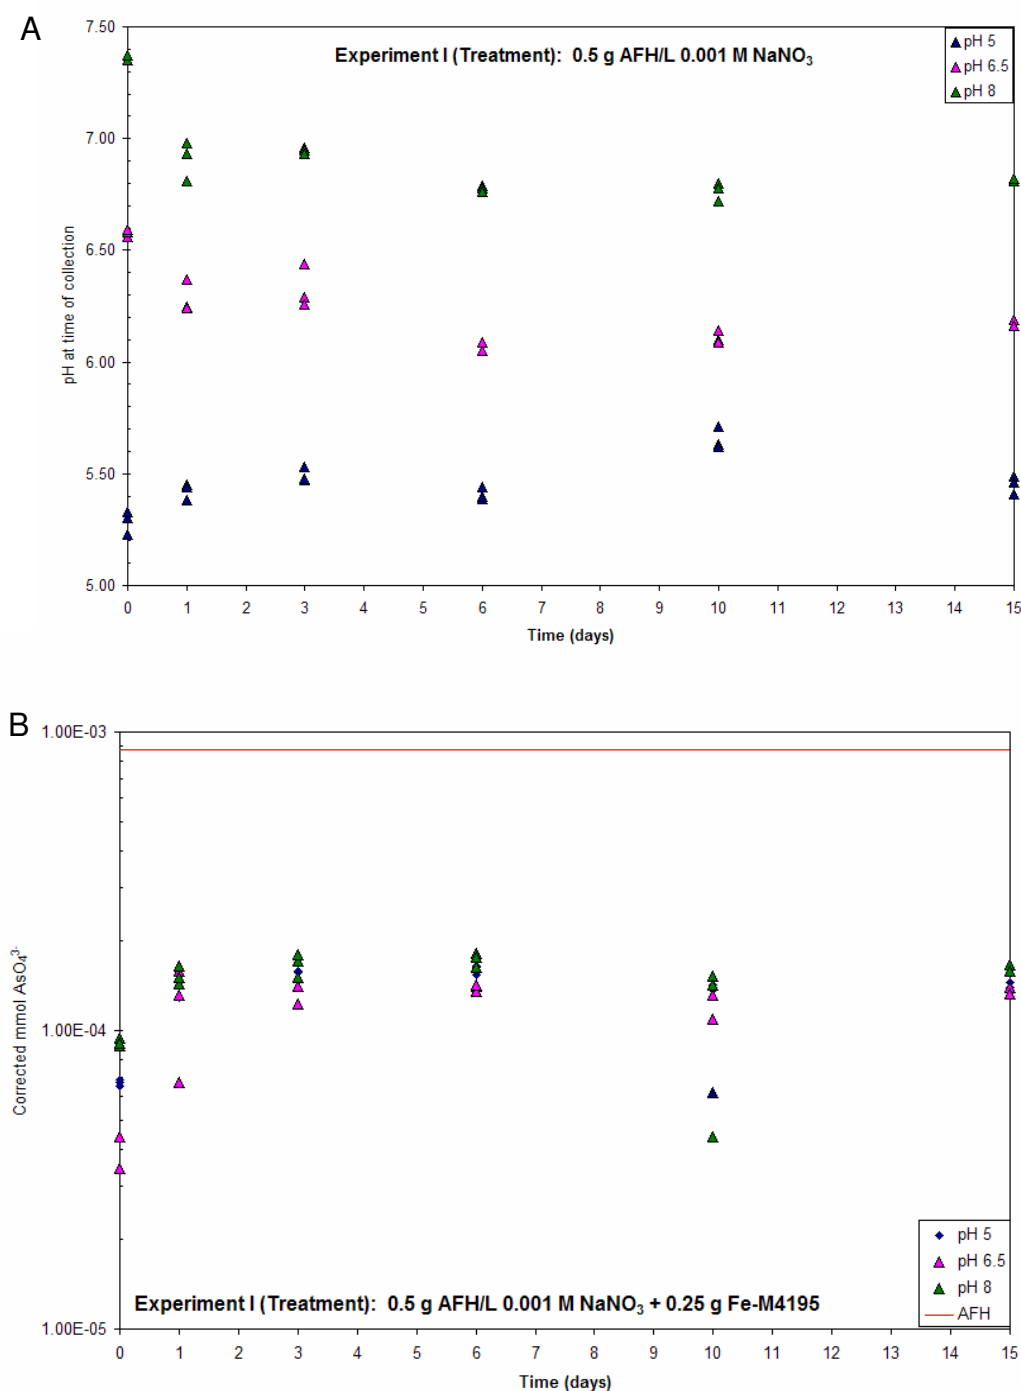 A
Experiment I (Treatment): 0.5 g AFH/L 0.001 M NaNO₃
pH 5
pH 6.5
pH 8
pH at time of collection
7.50
7.00
6.50
6.00
5.50
5.00
0 1 2 3 4 5 6 7 8 9 10 11 12 13 14 15
Time (days)
B
Corrected mmol AsO₄³⁻
1.00E-03
1.00E-04
1.00E-05
pH 5
pH 6.5
pH 8
AFH
Experiment I (Treatment): 0.5 g AFH/L 0.001 M NaNO₃ + 0.25 g Fe-M4195
0 1 2 3 4 5 6 7 8 9 10 11 12 13 14 15
Time (days)